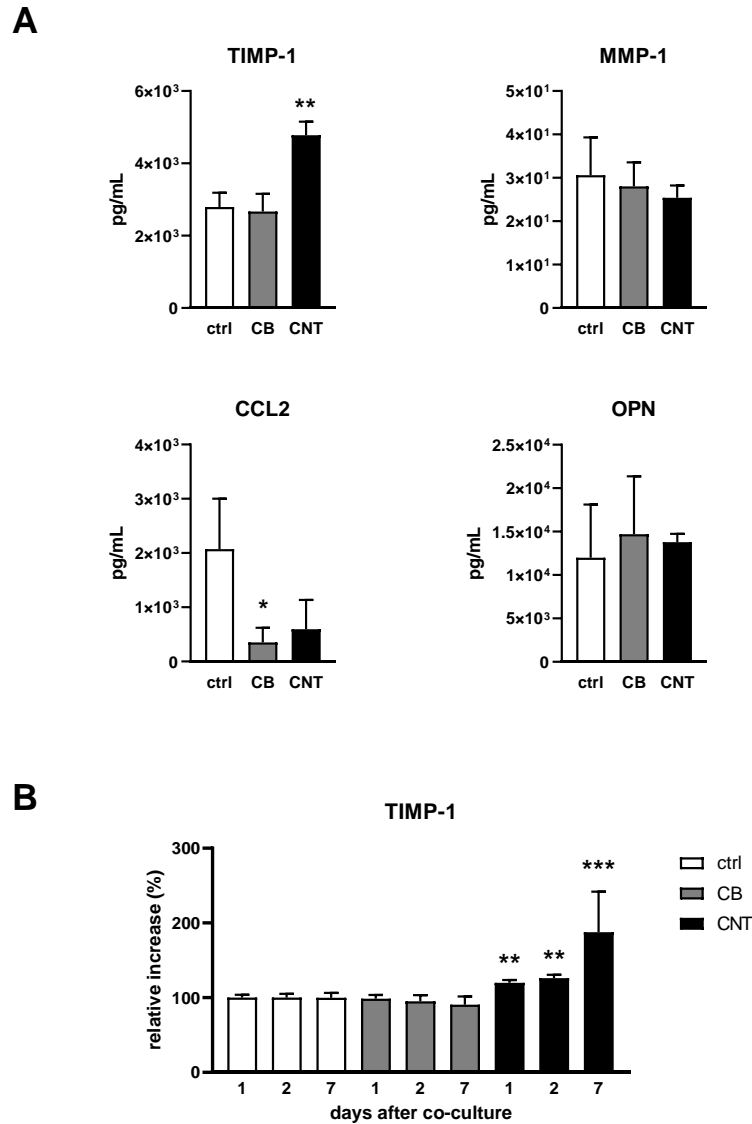 A
TIMP-1
6×10³
4×10³
2×10³
0
pg/mL
**
ctrl CB CNT
MMP-1
5×10¹
4×10¹
3×10¹
2×10¹
1×10¹
0
pg/mL
ctrl CB CNT
CCL2
4×10³
3×10³
2×10³
1×10³
0
pg/mL
*
ctrl CB CNT
OPN
2.5×10⁴
2×10⁴
1.5×10⁴
1×10⁴
5×10³
0
pg/mL
ctrl CB CNT
B
TIMP-1
300
200
100
0
relative increase (%)
** ** ***
1 2 7 1 2 7 1 2 7
days after co-culture
ctrl
CB
CNT